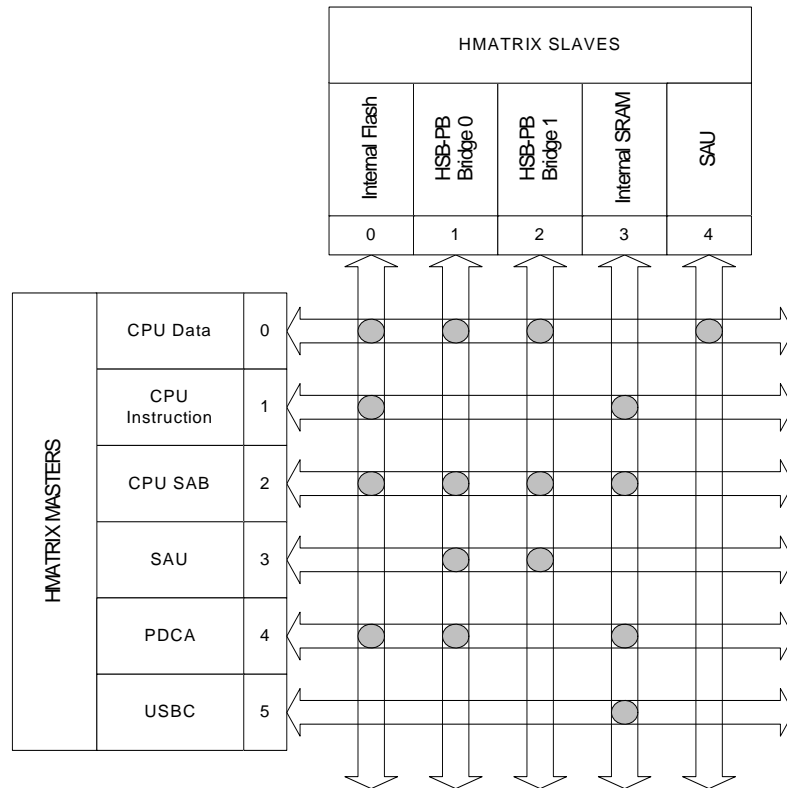 HMATRIX SLAVES
Internal Flash
HSB-PB
Bridge 0
HSB-PB
Bridge 1
Internal SRAM
SAU
0 1 2 3 4
HMATRIX MASTERS
CPU Data 0
CPU
Instruction 1
CPU SAB 2
SAU 3
PDCA 4
USBC 5